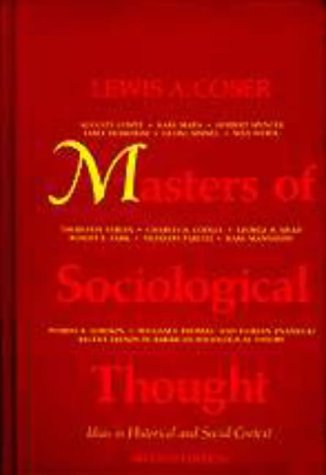 LEWIS A. COSER
AUGUSTE COMTE • KARL MARX • HERBERT SPENCER
EMILE DURKHEIM • GEORG SIMMEL • MAX WEBER
Masters of
THORSTEIN VEBLEN • CHARLES H. COOLEY • GEORGE H. MEAD
ROBERT E. PARK • VILFREDO PARETO • KARL MANNHEIM
Sociological
PITIRIM A. SOROKIN • WILLIAM I. THOMAS AND FLORIAN ZNANIECKI
RECENT TRENDS IN AMERICAN SOCIOLOGICAL THEORY
Thought
Ideas in Historical and Social Context
SECOND EDITION